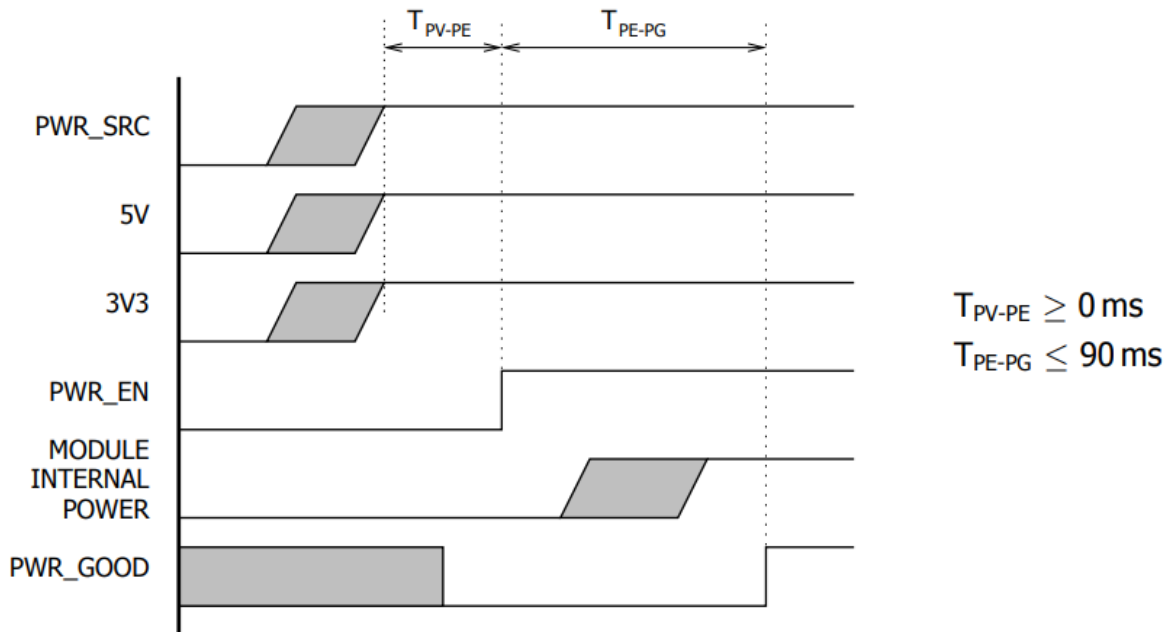 T_PV-PE
T_PE-PG
PWR_SRC
5V
3V3
T_PV-PE ≥ 0 ms
T_PE-PG ≤ 90 ms
PWR_EN
MODULE
INTERNAL
POWER
PWR_GOOD